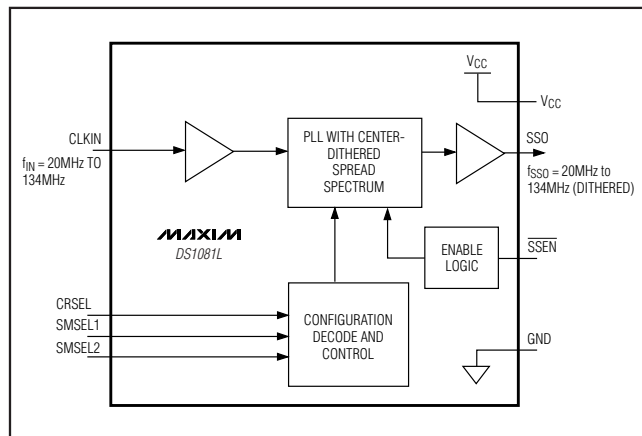 VCC
VCC
CLKIN
fIN = 20MHz TO
134MHz
PLL WITH CENTER-
DITHERED
SPREAD
SPECTRUM
SSO
fSSO = 20MHz to
134MHz (DITHERED)
MAXIM
DS1081L
ENABLE
LOGIC
SSEN
CRSEL
SMSEL1
SMSEL2
CONFIGURATION
DECODE AND
CONTROL
GND